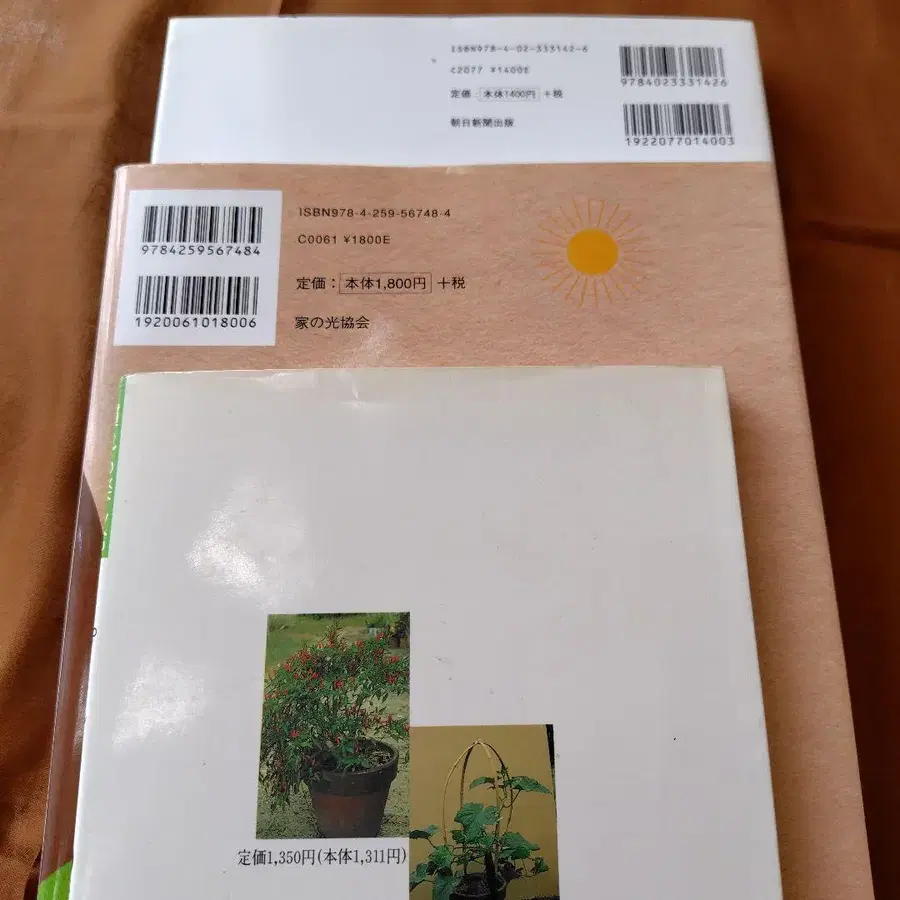 ISBN978-4-02-333142-6
C2077 ¥1400E
定価：本体1400円＋税
朝日新聞出版
9784023331426
1922077014003
9784259567484
1920061018006
ISBN978-4-259-56748-4
C0061 ¥1800E
定価：本体1,800円＋税
家の光協会
定価1,350円(本体1,311円)